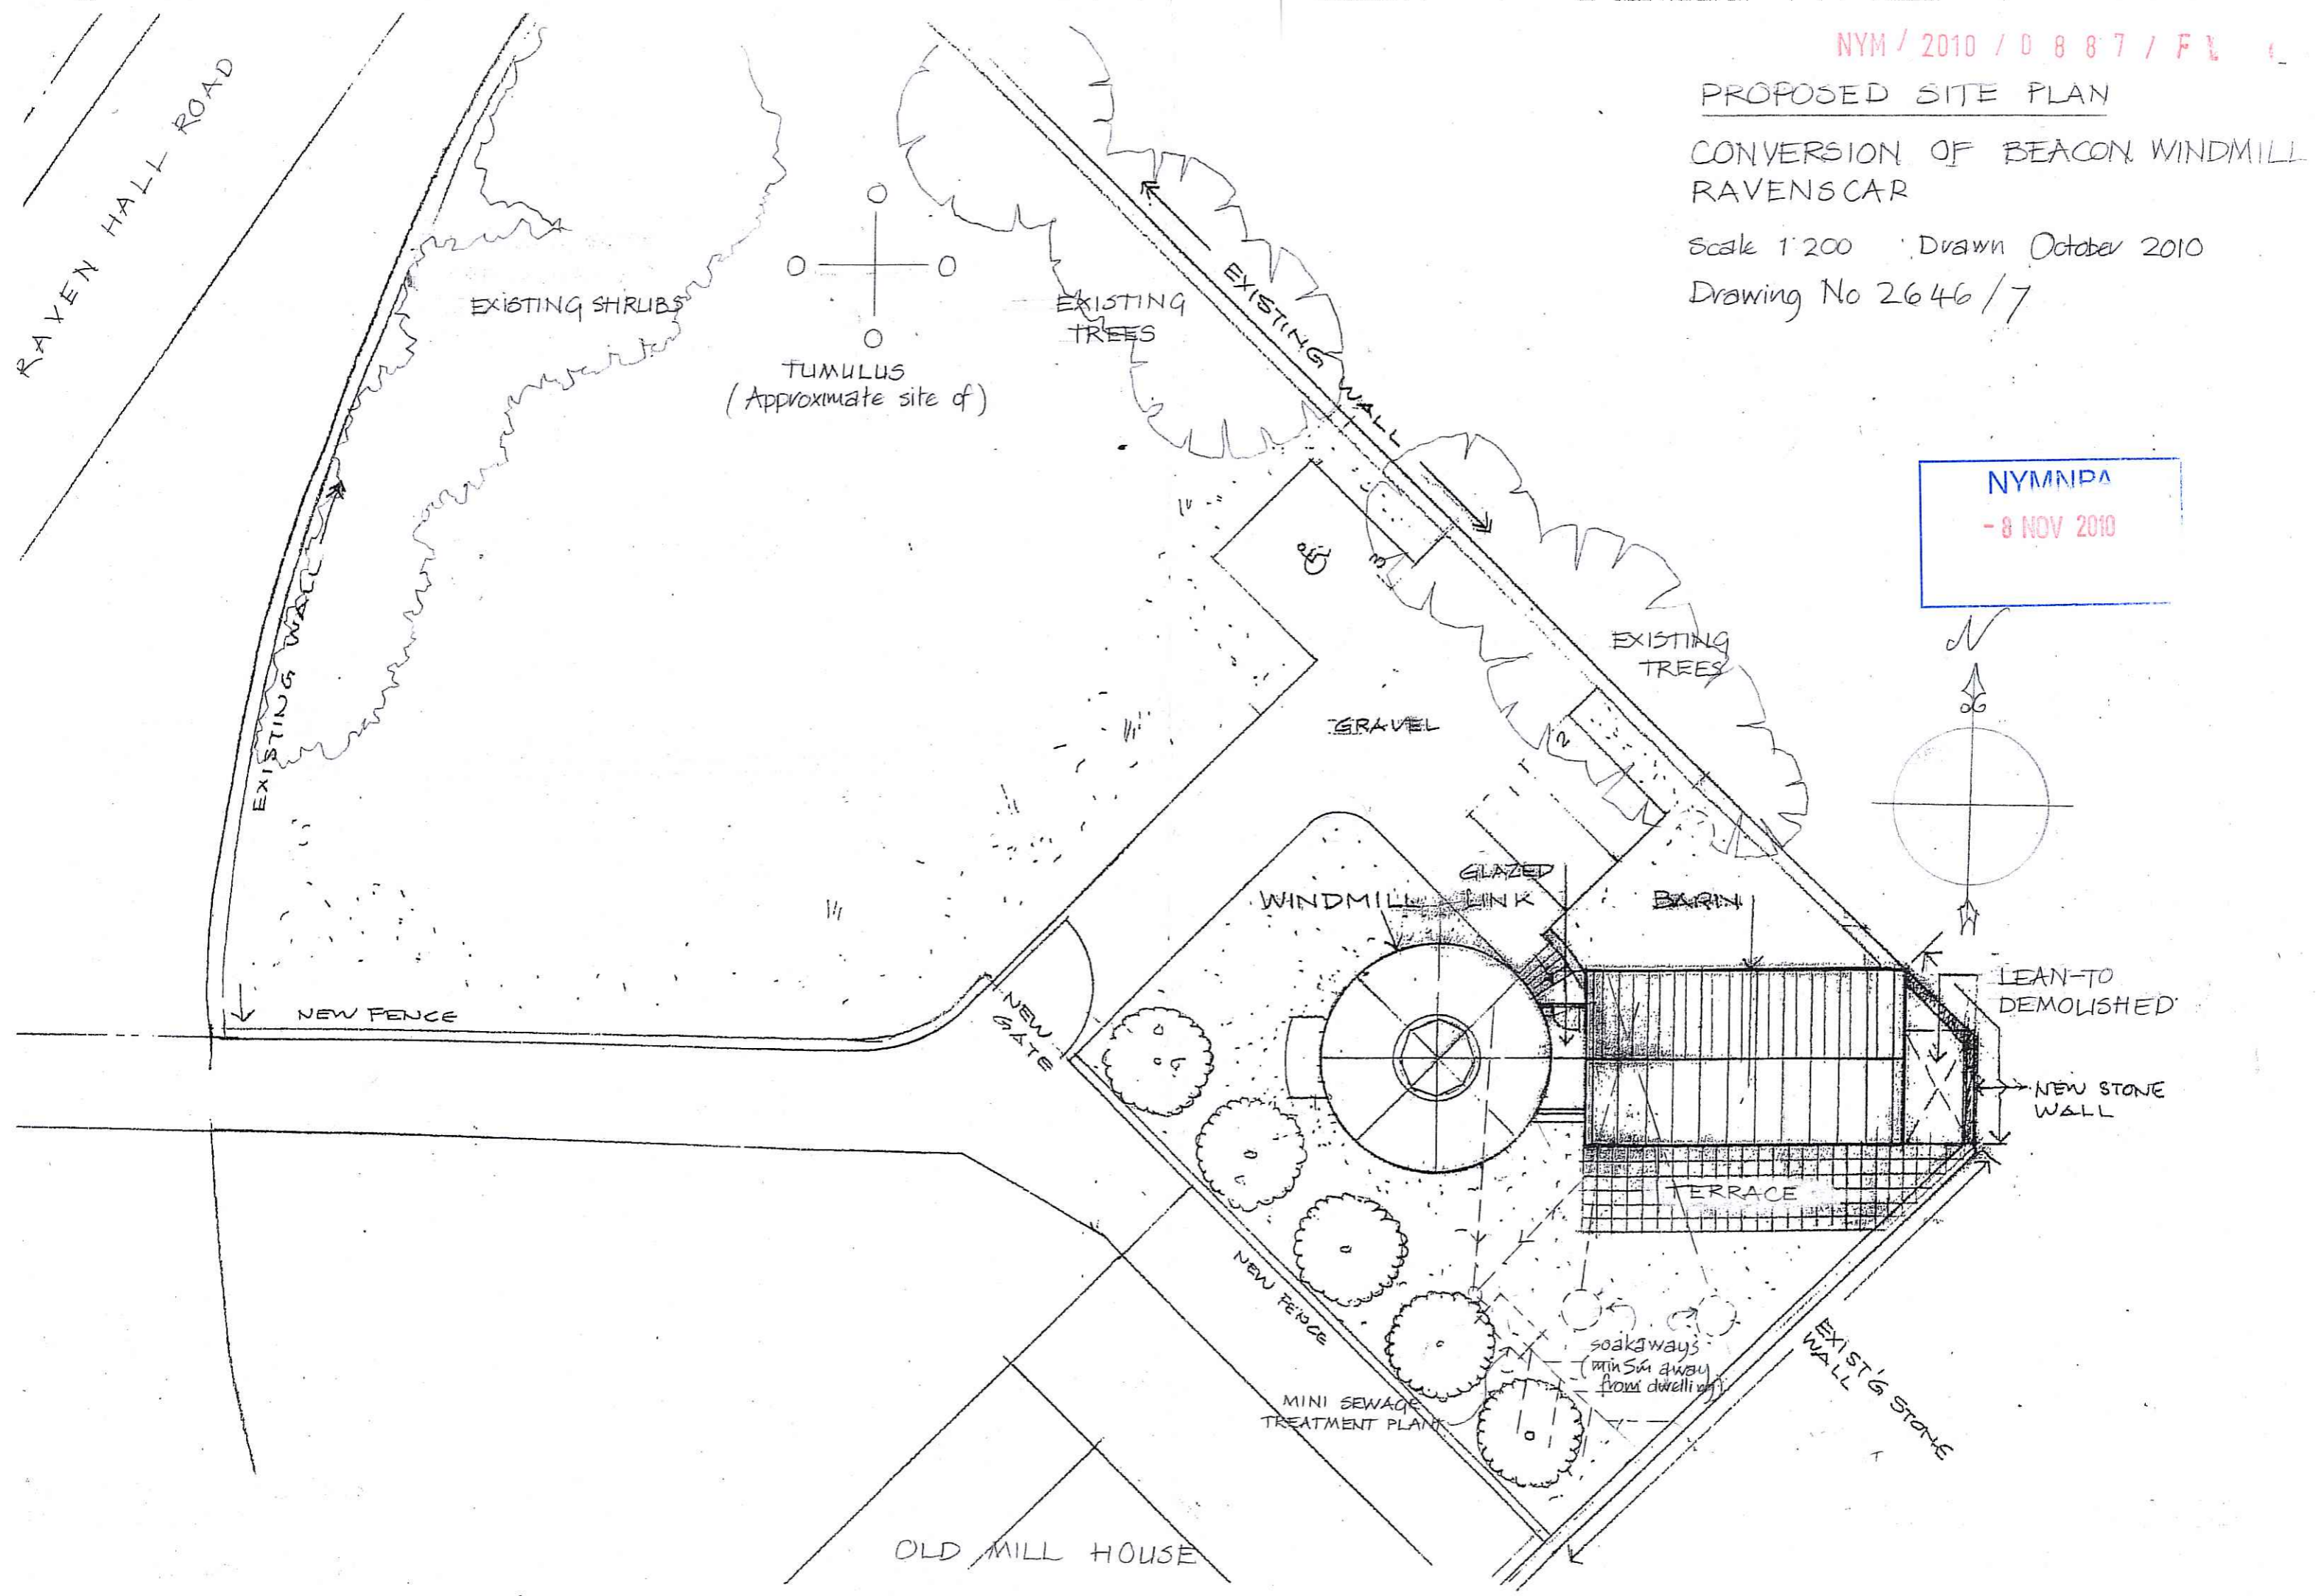 NYM / 2010 / 0 8 8 7 / F L
PROPOSED SITE PLAN
CONVERSION OF BEACON WINDMILL
RAVENSCAR
Scale 1:200 Drawn October 2010
Drawing No 2646/7
NYMNPA
- 8 NOV 2010
N
RAVEN HALL ROAD
EXISTING SHRUBS
TUMULUS
(Approximate site of)
EXISTING
TREES
EXISTING WALL
EXISTING WALL
3
EXISTING
TREES
GRAVEL
2
1
GLAZED
LINK
WINDMILL
BARN
LEAN-TO
DEMOLISHED
NEW FENCE
NEW
GATE
NEW STONE
WALL
TERRACE
NEW FENCE
soakaways
(min 5m away
from dwelling)
EXIST'G STONE
WALL
MINI SEWAGE
TREATMENT PLANT
OLD MILL HOUSE